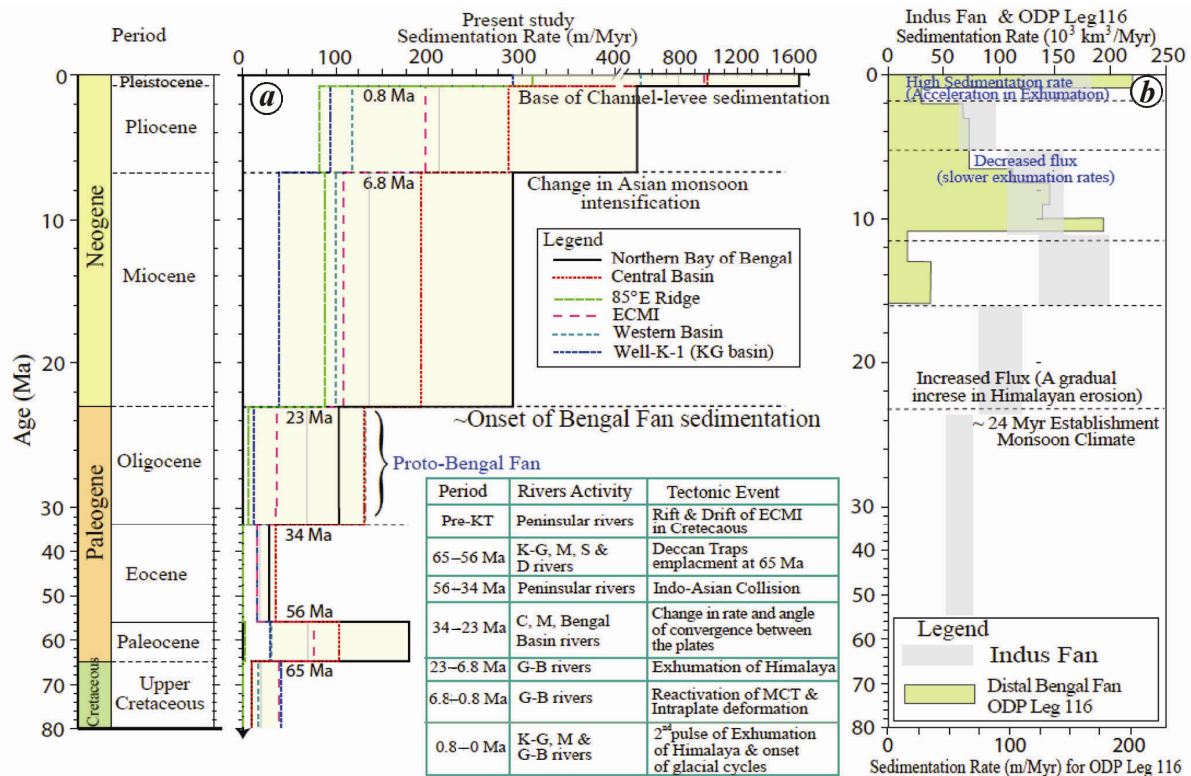 Period
Present study
Sedimentation Rate (m/Myr)
0 100 200 300 400 800 1200 1600
Indus Fan & ODP Leg116
Sedimentation Rate (10³ km³/Myr)
0 50 100 150 200 250
Age (Ma)
0
10
20
30
40
50
60
70
80
Neogene
Paleogene
Cretaceous
Pleistocene
Pliocene
Miocene
Oligocene
Eocene
Paleocene
Upper
Cretaceous
a
0.8 Ma
Base of Channel-levee sedimentation
6.8 Ma
Change in Asian monsoon
intensification
Legend
Northern Bay of Bengal
Central Basin
85°E Ridge
ECMI
Western Basin
Well-K-1 (KG basin)
23 Ma
~Onset of Bengal Fan sedimentation
Proto-Bengal Fan
34 Ma
56 Ma
65 Ma
Period Rivers Activity Tectonic Event
Pre-KT Peninsular rivers Rift & Drift of ECMI
in Cretecaous
65–56 Ma K-G, M, S &
D rivers Deccan Traps
emplacment at 65 Ma
56–34 Ma Peninsular rivers Indo-Asian Collision
34–23 Ma C, M, Bengal
Basin rivers Change in rate and angle
of convergence between
the plates
23–6.8 Ma G-B rivers Exhumation of Himalaya
6.8–0.8 Ma G-B rivers Reactivation of MCT &
Intraplate deformation
0.8–0 Ma K-G, M &
G-B rivers 2nd pulse of Exhumation
of Himalaya & onset
of glacial cycles
b
0
10
20
30
40
50
60
70
80
High Sedimentation rate
(Acceleration in Exhumation)
Decreased flux
(slower exhumation rates)
Increased Flux (A gradual
increse in Himalayan erosion)
~ 24 Myr Establishment
Monsoon Climate
Legend
Indus Fan
Distal Bengal Fan
ODP Leg 116
0 100 200
Sedimentation Rate (m/Myr) for ODP Leg 116